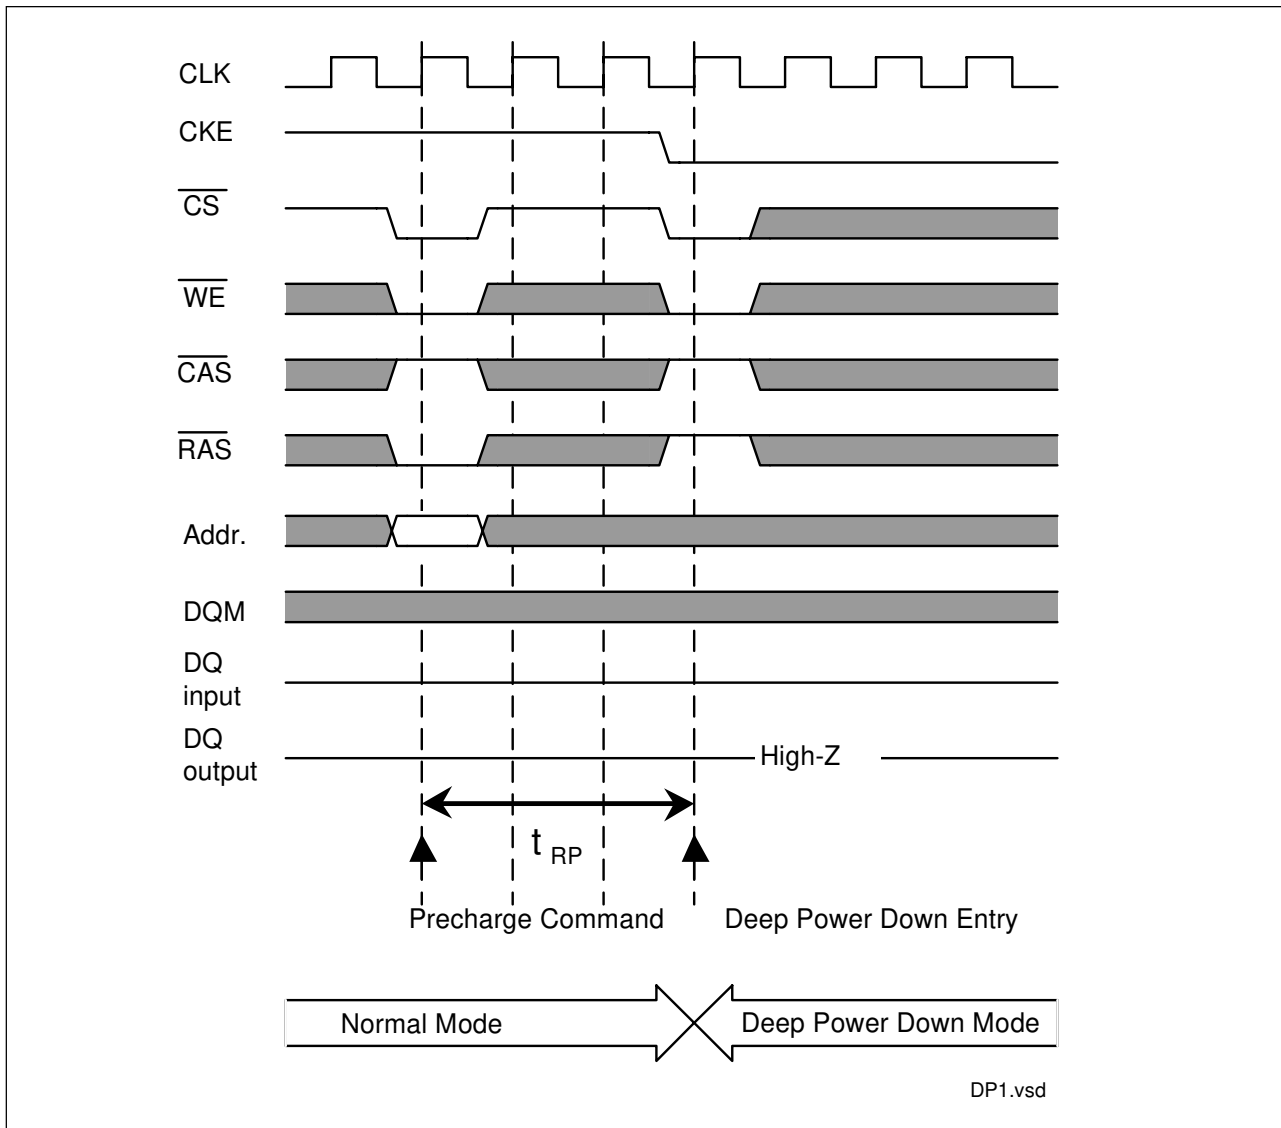 CLK
CKE
CS
WE
CAS
RAS
Addr.
DQM
DQ
input
DQ
output
High-Z
t RP
Precharge Command
Deep Power Down Entry
Normal Mode
Deep Power Down Mode
DP1.vsd